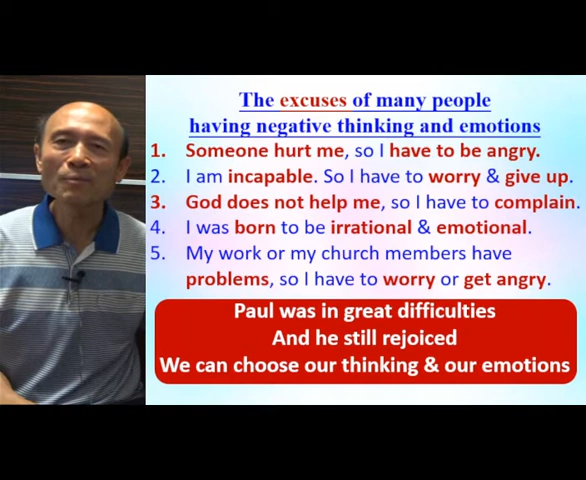 The excuses of many people
having negative thinking and emotions
1. Someone hurt me, so I have to be angry.
2. I am incapable. So I have to worry & give up.
3. God does not help me, so I have to complain.
4. I was born to be irrational & emotional.
5. My work or my church members have
problems, so I have to worry or get angry.
Paul was in great difficulties
And he still rejoiced
We can choose our thinking & our emotions